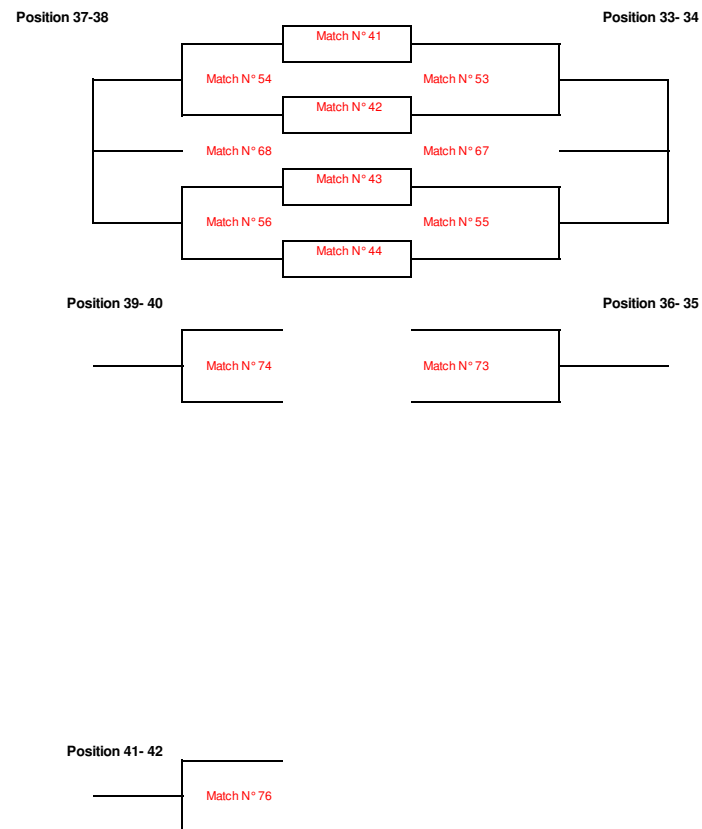 Position 37-38
Position 33- 34
Match N° 41
Match N° 54
Match N° 53
Match N° 42
Match N° 68
Match N° 67
Match N° 43
Match N° 56
Match N° 55
Match N° 44
Position 39- 40
Position 36- 35
Match N° 74
Match N° 73
Position 41- 42
Match N° 76